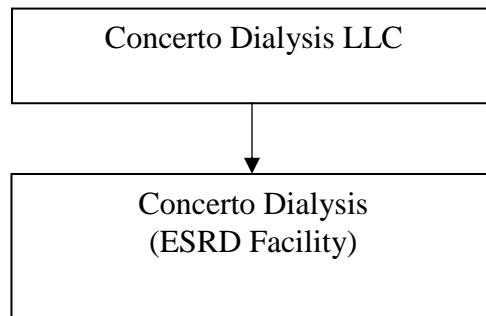 Concerto Dialysis LLC
Concerto Dialysis
(ESRD Facility)